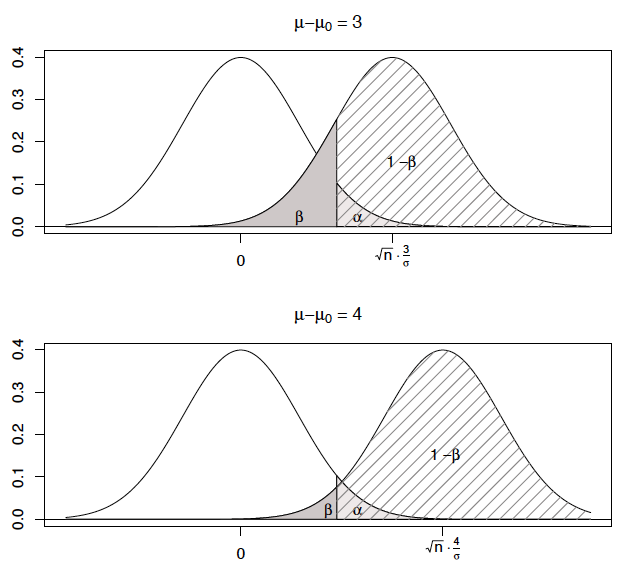 μ−μ₀ = 3
0.4
0.3
0.2
0.1
0.0
1−β
β
α
0
√n · 3/σ
μ−μ₀ = 4
0.4
0.3
0.2
0.1
0.0
1−β
β
α
0
√n · 4/σ